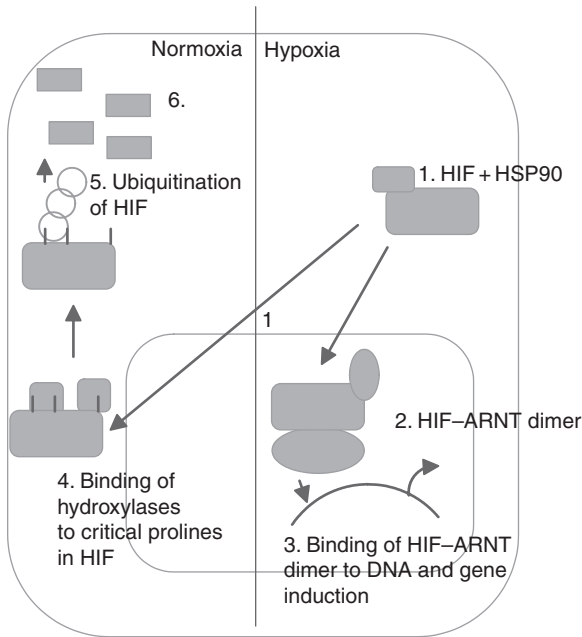 Normoxia
Hypoxia
6.
1. HIF + HSP90
5. Ubiquitination
of HIF
1
2. HIF–ARNT dimer
4. Binding of
hydroxylases
to critical prolines
in HIF
3. Binding of HIF–ARNT
dimer to DNA and gene
induction